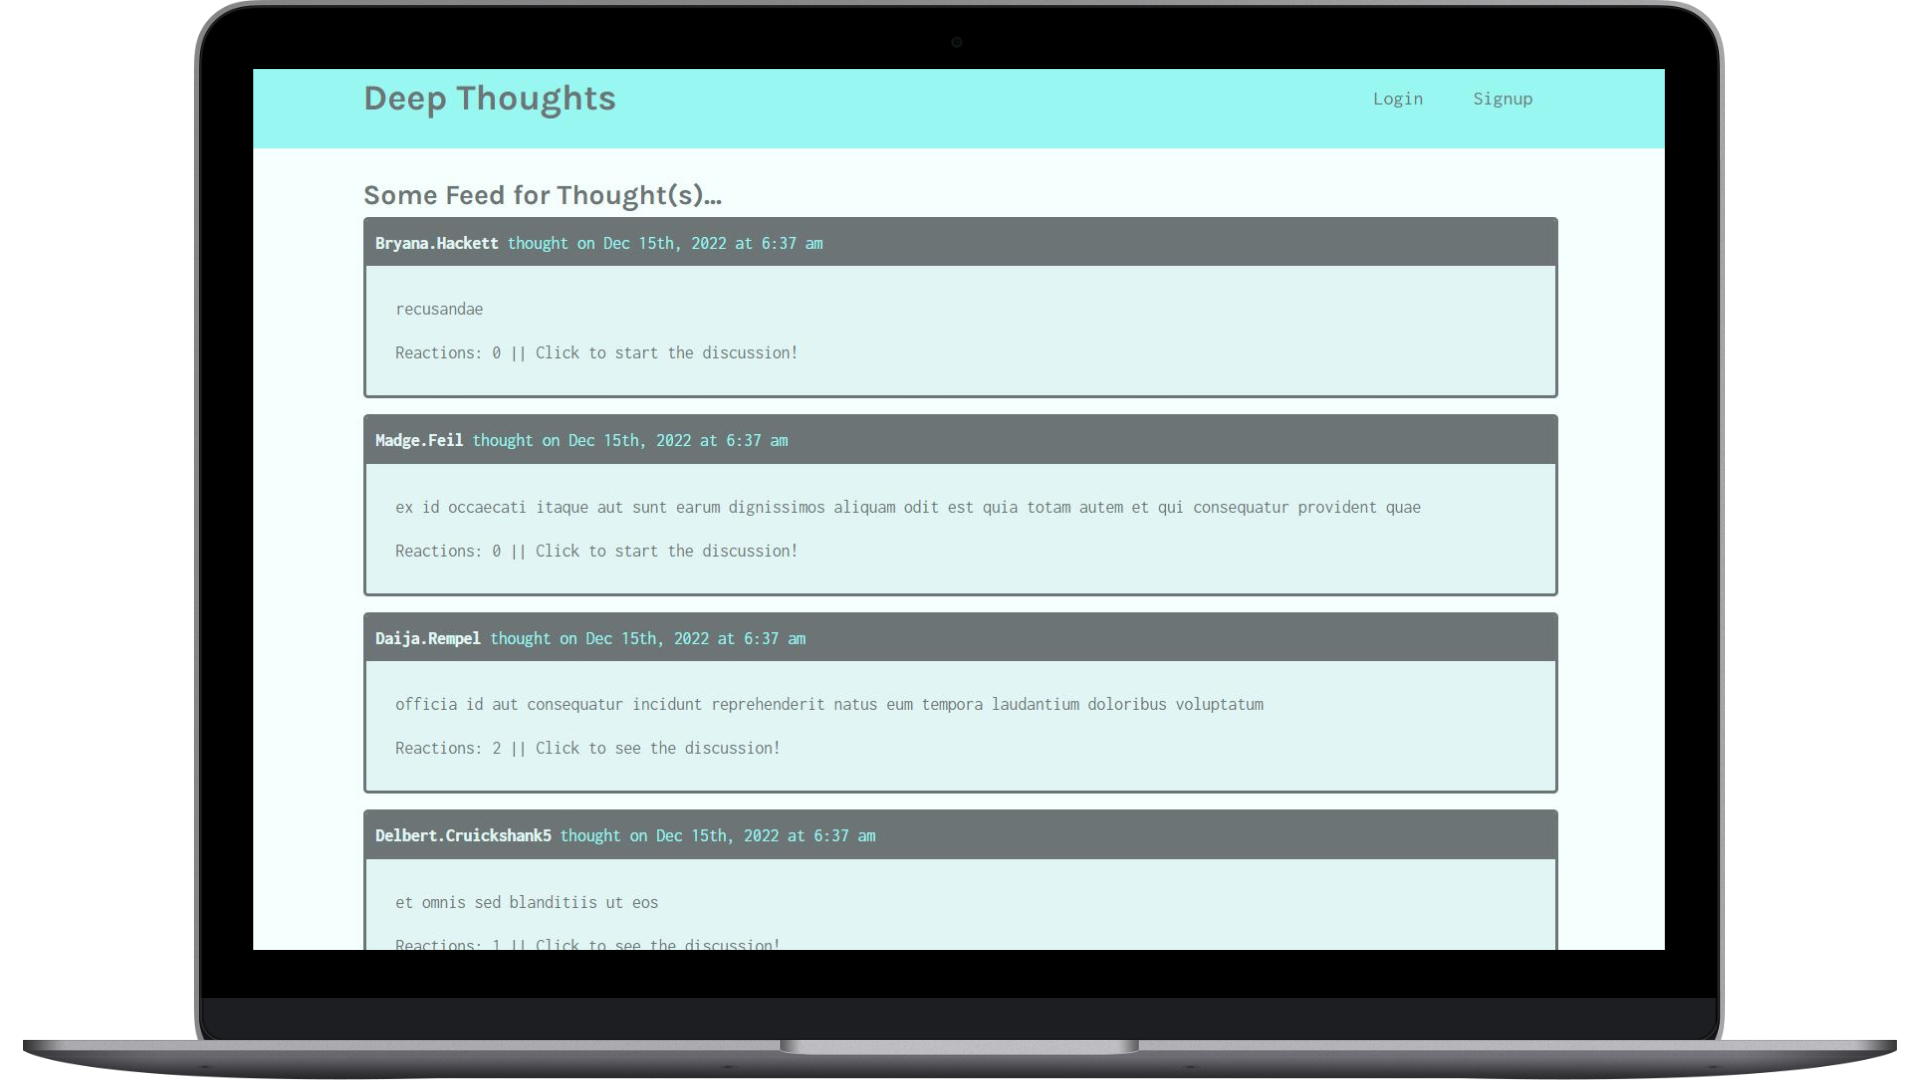 Deep Thoughts
Login Signup
Some Feed for Thought(s)...
Bryana.Hackett thought on Dec 15th, 2022 at 6:37 am
recusandae
Reactions: 0 || Click to start the discussion!
Madge.Feil thought on Dec 15th, 2022 at 6:37 am
ex id occaecati itaque aut sunt earum dignissimos aliquam odit est quia totam autem et qui consequatur provident quae
Reactions: 0 || Click to start the discussion!
Daija.Rempel thought on Dec 15th, 2022 at 6:37 am
officia id aut consequatur incidunt reprehenderit natus eum tempora laudantium doloribus voluptatum
Reactions: 2 || Click to see the discussion!
Delbert.Cruickshank5 thought on Dec 15th, 2022 at 6:37 am
et omnis sed blanditiis ut eos
Reactions: 1 || Click to see the discussion!